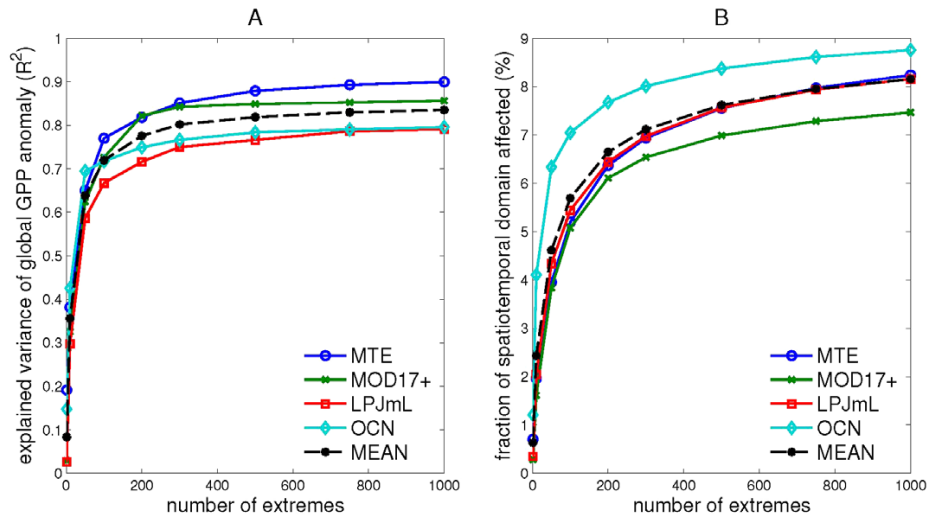 A
explained variance of global GPP anomaly (R²)
1
0.9
0.8
0.7
0.6
0.5
0.4
0.3
0.2
0.1
0
0 200 400 600 800 1000
number of extremes
MTE
MOD17+
LPJmL
OCN
MEAN
B
fraction of spatiotemporal domain affected (%)
9
8
7
6
5
4
3
2
1
0
0 200 400 600 800 1000
number of extremes
MTE
MOD17+
LPJmL
OCN
MEAN